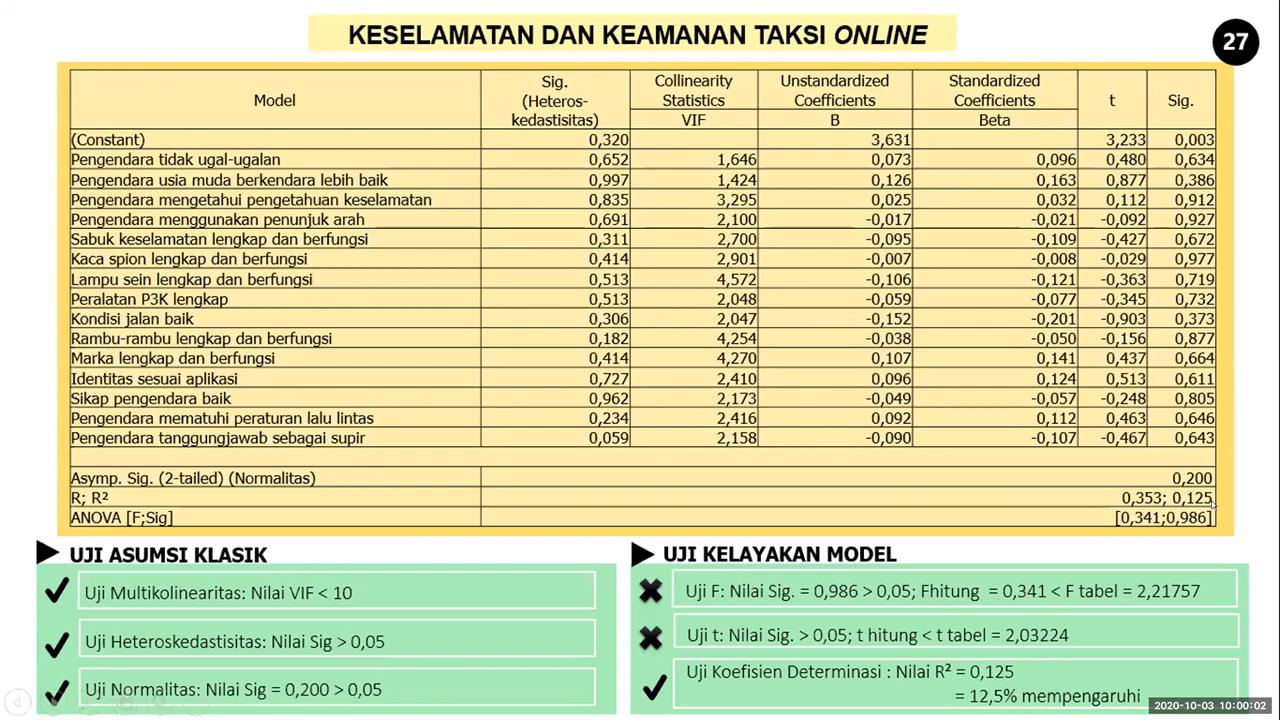 KESELAMATAN DAN KEAMANAN TAKSI ONLINE
27
Model Sig. (Heteros-kedastisitas) Collinearity Statistics VIF Unstandardized Coefficients B Standardized Coefficients Beta t Sig.
(Constant) 0,320 3,631 3,233 0,003
Pengendara tidak ugal-ugalan 0,652 1,646 0,073 0,096 0,480 0,634
Pengendara usia muda berkendara lebih baik 0,997 1,424 0,126 0,163 0,877 0,386
Pengendara mengetahui pengetahuan keselamatan 0,835 3,295 0,025 0,032 0,112 0,912
Pengendara menggunakan penunjuk arah 0,691 2,100 -0,017 -0,021 -0,092 0,927
Sabuk keselamatan lengkap dan berfungsi 0,311 2,700 -0,095 -0,109 -0,427 0,672
Kaca spion lengkap dan berfungsi 0,414 2,901 -0,007 -0,008 -0,029 0,977
Lampu sein lengkap dan berfungsi 0,513 4,572 -0,106 -0,121 -0,363 0,719
Peralatan P3K lengkap 0,513 2,048 -0,059 -0,077 -0,345 0,732
Kondisi jalan baik 0,306 2,047 -0,152 -0,201 -0,903 0,373
Rambu-rambu lengkap dan berfungsi 0,182 4,254 -0,038 -0,050 -0,156 0,877
Marka lengkap dan berfungsi 0,414 4,270 0,107 0,141 0,437 0,664
Identitas sesuai aplikasi 0,727 2,410 0,096 0,124 0,513 0,611
Sikap pengendara baik 0,962 2,173 -0,049 -0,057 -0,248 0,805
Pengendara mematuhi peraturan lalu lintas 0,234 2,416 0,092 0,112 0,463 0,646
Pengendara tanggungjawab sebagai supir 0,059 2,158 -0,090 -0,107 -0,467 0,643
Asymp. Sig. (2-tailed) (Normalitas) 0,200
R; R² 0,353; 0,125
ANOVA [F;Sig] [0,341;0,986]
UJI ASUMSI KLASIK
Uji Multikolinearitas: Nilai VIF < 10
Uji Heteroskedastisitas: Nilai Sig > 0,05
Uji Normalitas: Nilai Sig = 0,200 > 0,05
UJI KELAYAKAN MODEL
Uji F: Nilai Sig. = 0,986 > 0,05; Fhitung = 0,341 < F tabel = 2,21757
Uji t: Nilai Sig. > 0,05; t hitung < t tabel = 2,03224
Uji Koefisien Determinasi : Nilai R² = 0,125
= 12,5% mempengaruhi
2020-10-03 10:00:02